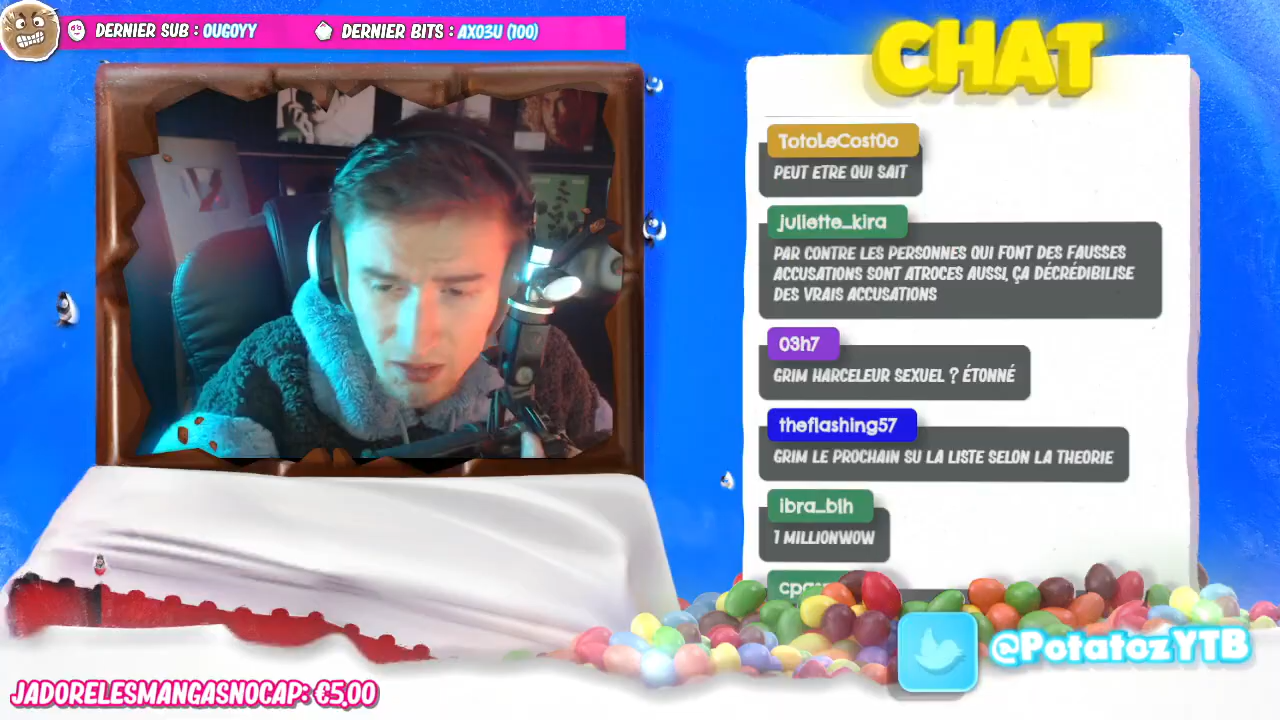 DERNIER SUB : OUGOYY
DERNIER BITS : AXO3U (100)
CHAT
TotoLeCost0o
PEUT ETRE QUI SAIT
juliette_kira
PAR CONTRE LES PERSONNES QUI FONT DES FAUSSES
ACCUSATIONS SONT ATROCES AUSSI, ÇA DÉCRÉDIBILISE
DES VRAIS ACCUSATIONS
03h7
GRIM HARCELEUR SEXUEL ? ÉTONNÉ
theflashing57
GRIM LE PROCHAIN SU LA LISTE SELON LA THEORIE
ibra_blh
1 MILLIONWOW
@PotatozYTB
JADORELESMANGASNOCAP: €5,00